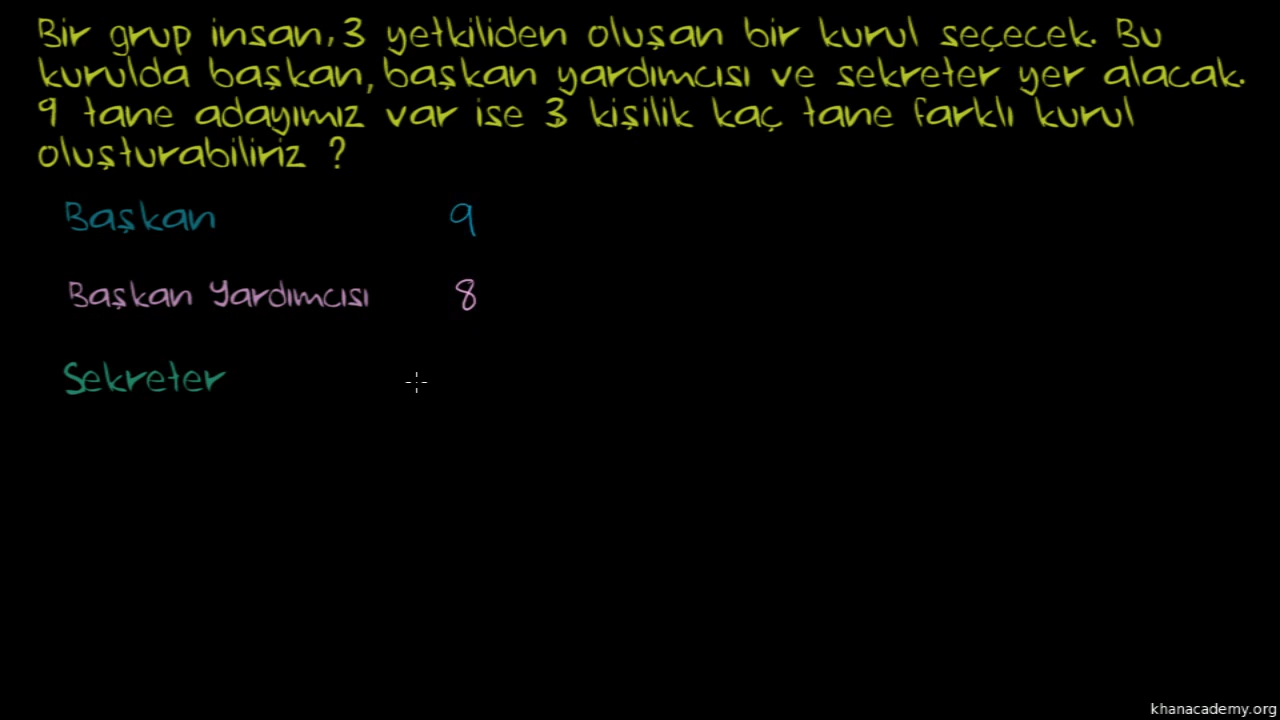 Bir grup insan, 3 yetkiliden oluşan bir kurul seçecek. Bu
kurulda başkan, başkan yardımcısı ve sekreter yer alacak.
9 tane adayımız var ise 3 kişilik kaç tane farklı kurul
oluşturabiliriz ?
Başkan 9
Başkan Yardımcısı 8
Sekreter
khanacademy.org